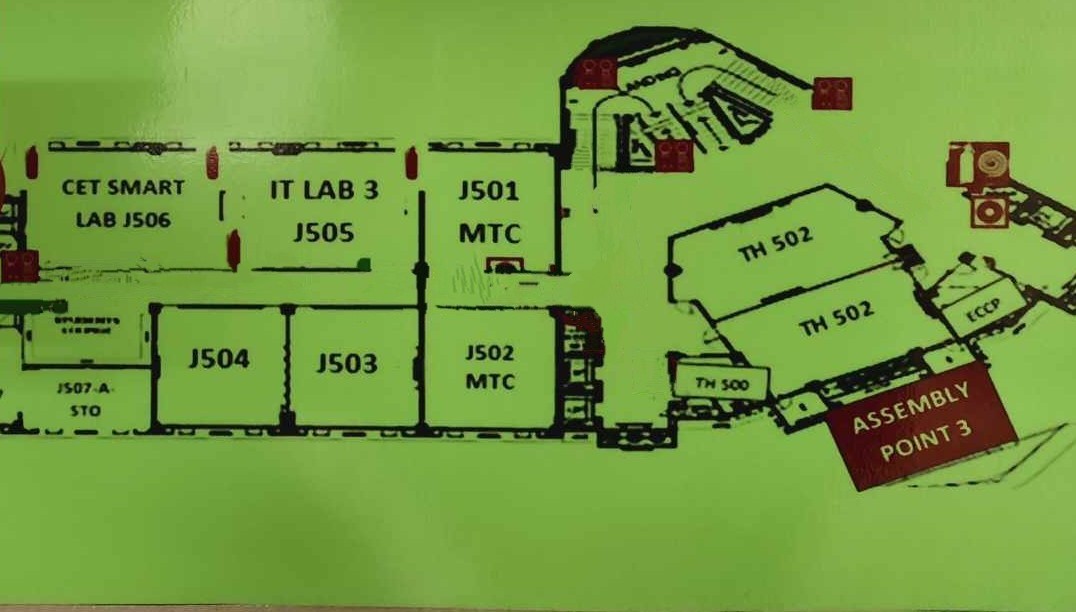 CET SMART
LAB J506
IT LAB 3
J505
J501
MTC
TH 502
TH 502
ECCP
J504
J503
J502
MTC
J507-A-
STO
TH 500
ASSEMBLY
POINT 3